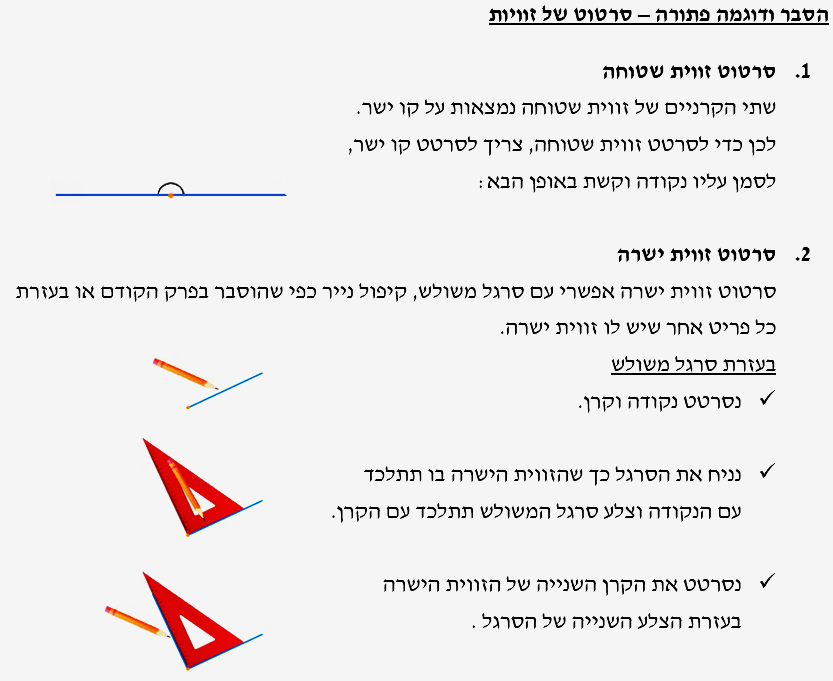 הסבר ודוגמה פתורה – סרטוט של זוויות
1. סרטוט זווית שטוחה
שתי הקרניים של זווית שטוחה נמצאות על קו ישר.
לכן כדי לסרטט זווית שטוחה, צריך לסרטט קו ישר,
לסמן עליו נקודה וקשת באופן הבא:
2. סרטוט זווית ישרה
סרטוט זווית ישרה אפשרי עם סרגל משולש, קיפול נייר כפי שהוסבר בפרק הקודם או בעזרת
כל פריט אחר שיש לו זווית ישרה.
בעזרת סרגל משולש
✓ נסרטט נקודה וקרן.
✓ נניח את הסרגל כך שהזווית הישרה בו תתלכד
עם הנקודה וצלע סרגל המשולש תתלכד עם הקרן.
✓ נסרטט את הקרן השנייה של הזווית הישרה
בעזרת הצלע השנייה של הסרגל .